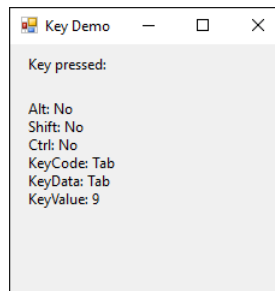 Key Demo
Key pressed:
Alt: No
Shift: No
Ctrl: No
KeyCode: Tab
KeyData: Tab
KeyValue: 9